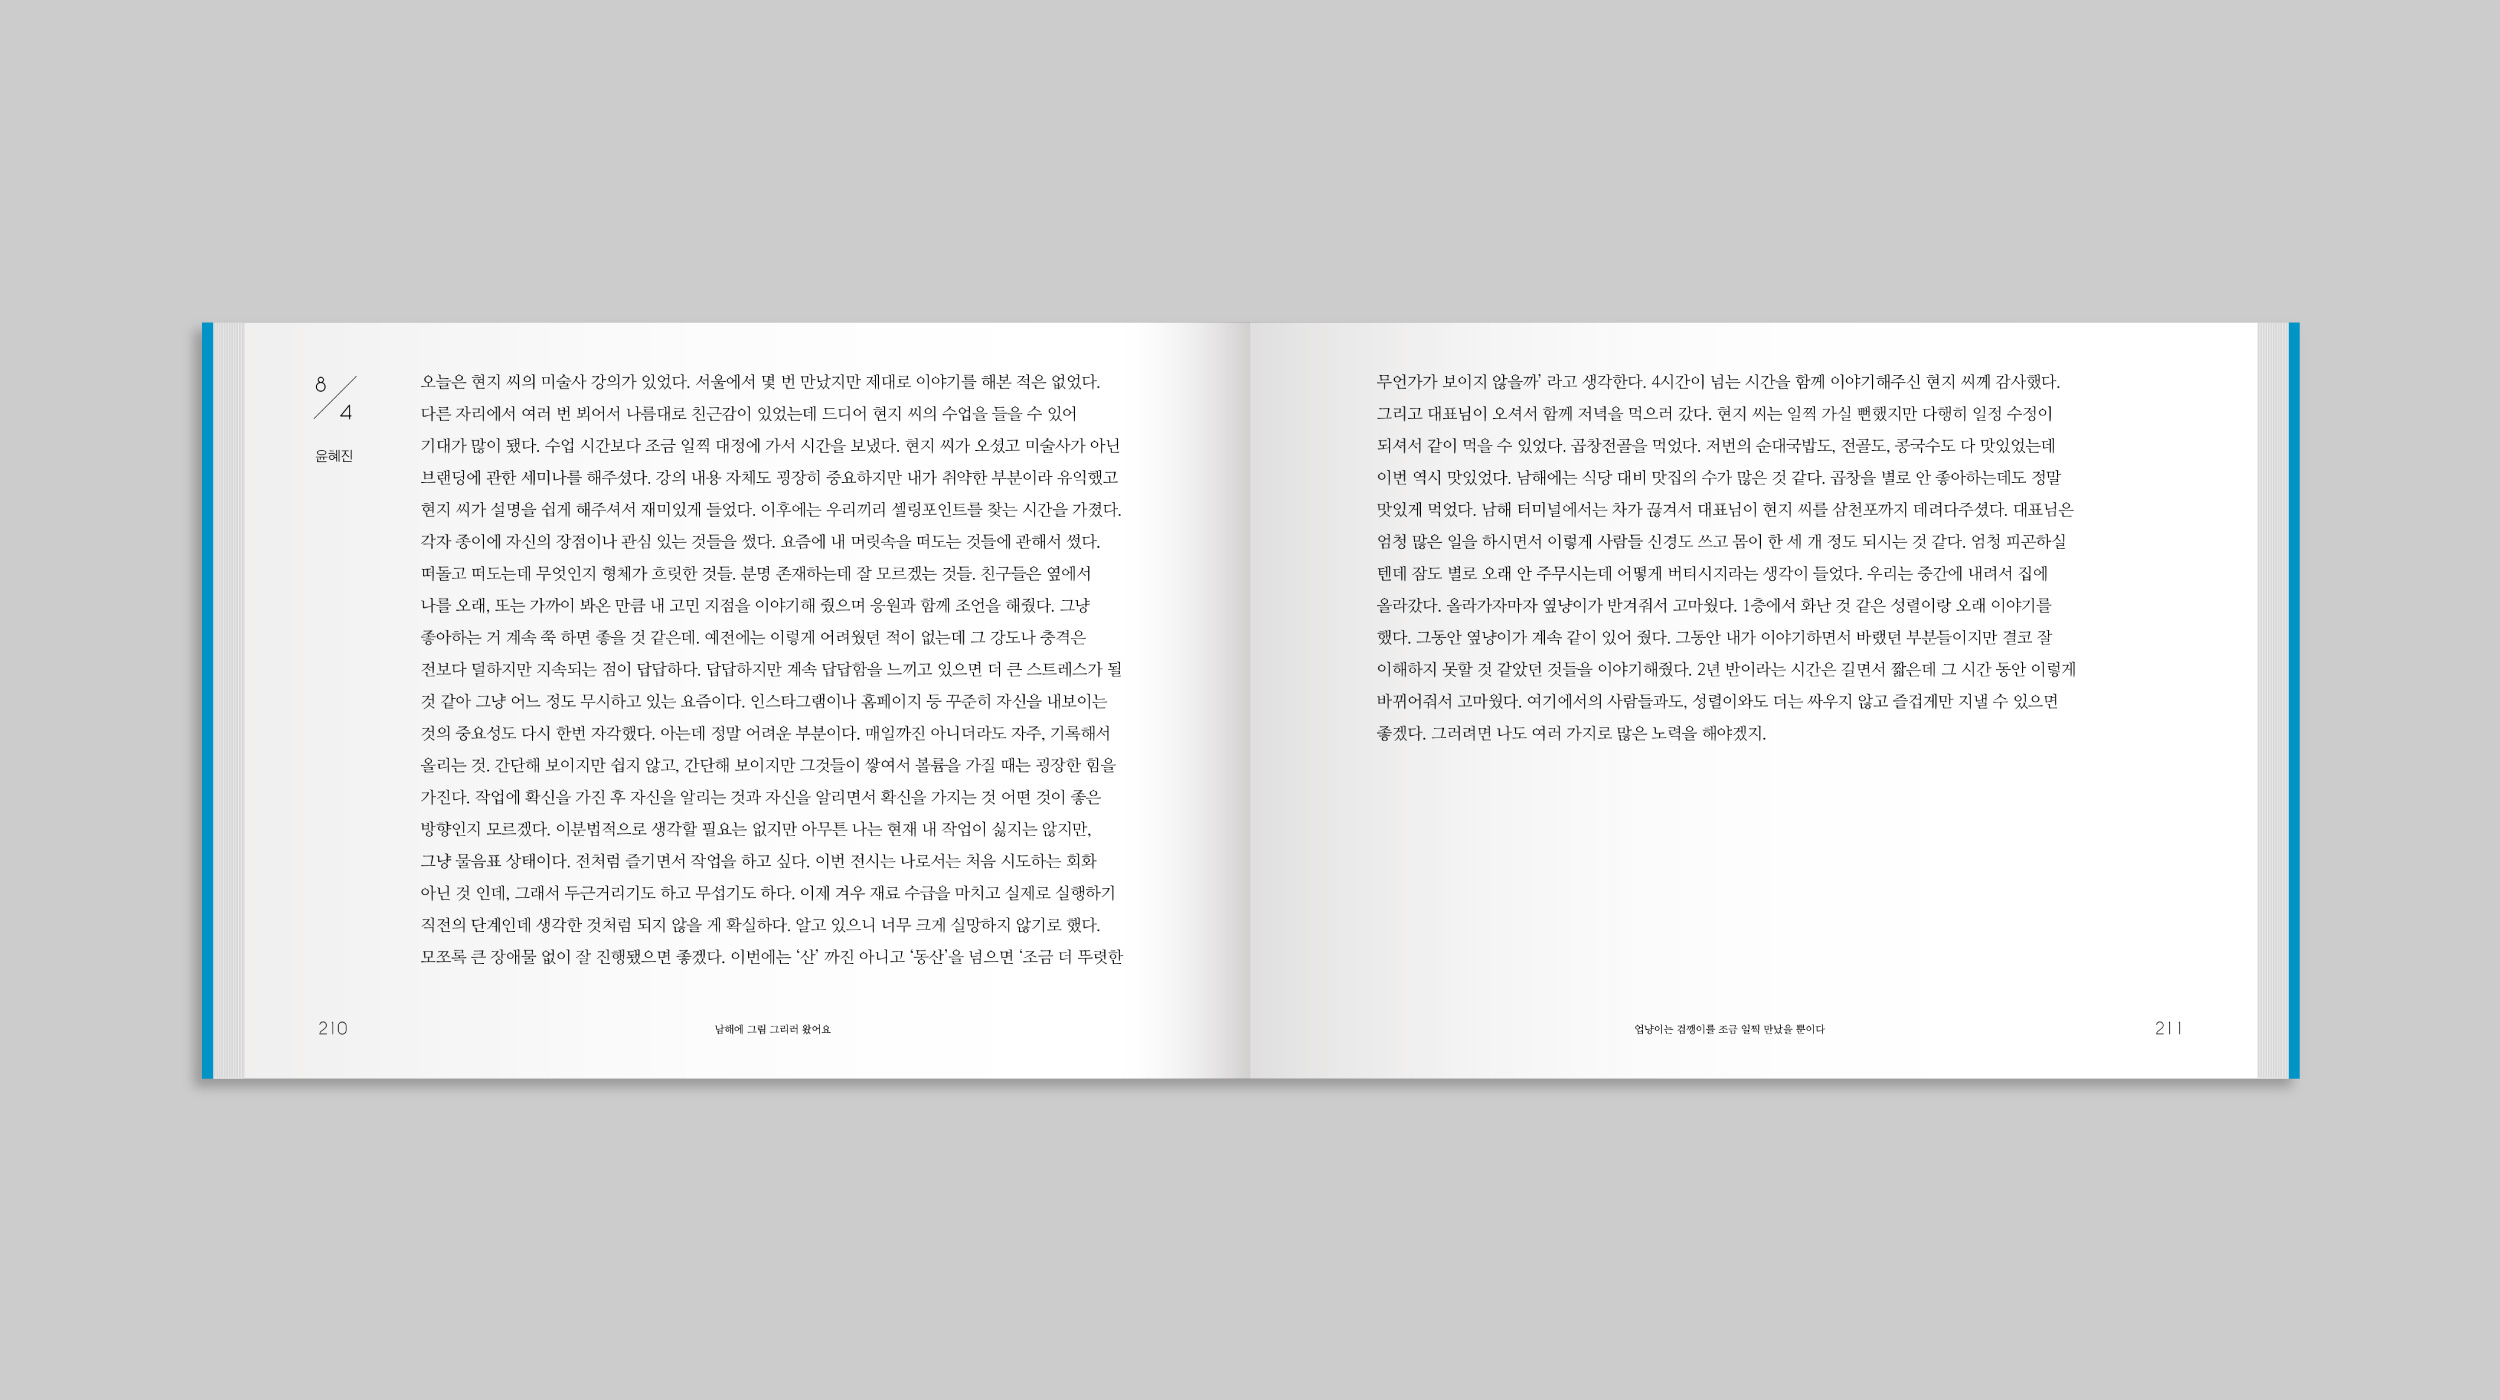 8
4
윤혜진
오늘은 현지 씨의 미술사 강의가 있었다. 서울에서 몇 번 만났지만 제대로 이야기를 해본 적은 없었다.
다른 자리에서 여러 번 뵈어서 나름대로 친근감이 있었는데 드디어 현지 씨의 수업을 들을 수 있어
기대가 많이 됐다. 수업 시간보다 조금 일찍 대정에 가서 시간을 보냈다. 현지 씨가 오셨고 미술사가 아닌
브랜딩에 관한 세미나를 해주셨다. 강의 내용 자체도 굉장히 중요하지만 내가 취약한 부분이라 유익했고
현지 씨가 설명을 쉽게 해주셔서 재미있게 들었다. 이후에는 우리끼리 셀링포인트를 찾는 시간을 가졌다.
각자 종이에 자신의 장점이나 관심 있는 것들을 썼다. 요즘에 내 머릿속을 떠도는 것들에 관해서 썼다.
떠돌고 떠도는데 무엇인지 형체가 흐릿한 것들. 분명 존재하는데 잘 모르겠는 것들. 친구들은 옆에서
나를 오래, 또는 가까이 봐온 만큼 내 고민 지점을 이야기해 줬으며 응원과 함께 조언을 해줬다. 그냥
좋아하는 거 계속 쭉 하면 좋을 것 같은데. 예전에는 이렇게 어려웠던 적이 없는데 그 강도나 충격은
전보다 덜하지만 지속되는 점이 답답하다. 답답하지만 계속 답답함을 느끼고 있으면 더 큰 스트레스가 될
것 같아 그냥 어느 정도 무시하고 있는 요즘이다. 인스타그램이나 홈페이지 등 꾸준히 자신을 내보이는
것의 중요성도 다시 한번 자각했다. 아는데 정말 어려운 부분이다. 매일까진 아니더라도 자주, 기록해서
올리는 것. 간단해 보이지만 쉽지 않고, 간단해 보이지만 그것들이 쌓여서 볼륨을 가질 때는 굉장한 힘을
가진다. 작업에 확신을 가진 후 자신을 알리는 것과 자신을 알리면서 확신을 가지는 것 어떤 것이 좋은
방향인지 모르겠다. 이분법적으로 생각할 필요는 없지만 아무튼 나는 현재 내 작업이 싫지는 않지만,
그냥 물음표 상태이다. 전처럼 즐기면서 작업을 하고 싶다. 이번 전시는 나로서는 처음 시도하는 회화
아닌 것 인데, 그래서 두근거리기도 하고 무섭기도 하다. 이제 겨우 재료 수급을 마치고 실제로 실행하기
직전의 단계인데 생각한 것처럼 되지 않을 게 확실하다. 알고 있으니 너무 크게 실망하지 않기로 했다.
모쪼록 큰 장애물 없이 잘 진행됐으면 좋겠다. 이번에는 ‘산’ 까진 아니고 ‘동산’을 넘으면 ‘조금 더 뚜렷한
210
남해에 그림 그리러 왔어요
무언가가 보이지 않을까’ 라고 생각한다. 4시간이 넘는 시간을 함께 이야기해주신 현지 씨께 감사했다.
그리고 대표님이 오셔서 함께 저녁을 먹으러 갔다. 현지 씨는 일찍 가실 뻔했지만 다행히 일정 수정이
되셔서 같이 먹을 수 있었다. 곱창전골을 먹었다. 저번의 순대국밥도, 전골도, 콩국수도 다 맛있었는데
이번 역시 맛있었다. 남해에는 식당 대비 맛집의 수가 많은 것 같다. 곱창을 별로 안 좋아하는데도 정말
맛있게 먹었다. 남해 터미널에서는 차가 끊겨서 대표님이 현지 씨를 삼천포까지 데려다주셨다. 대표님은
엄청 많은 일을 하시면서 이렇게 사람들 신경도 쓰고 몸이 한 세 개 정도 되시는 것 같다. 엄청 피곤하실
텐데 잠도 별로 오래 안 주무시는데 어떻게 버티시지라는 생각이 들었다. 우리는 중간에 내려서 집에
올라갔다. 올라가자마자 옆냥이가 반겨줘서 고마웠다. 1층에서 화난 것 같은 성렬이랑 오래 이야기를
했다. 그동안 옆냥이가 계속 같이 있어 줬다. 그동안 내가 이야기하면서 바랬던 부분들이지만 결코 잘
이해하지 못할 것 같았던 것들을 이야기해줬다. 2년 반이라는 시간은 길면서 짧은데 그 시간 동안 이렇게
바뀌어줘서 고마웠다. 여기에서의 사람들과도, 성렬이와도 더는 싸우지 않고 즐겁게만 지낼 수 있으면
좋겠다. 그러려면 나도 여러 가지로 많은 노력을 해야겠지.
옆냥이는 겁깽이를 조금 일찍 만났을 뿐이다
211